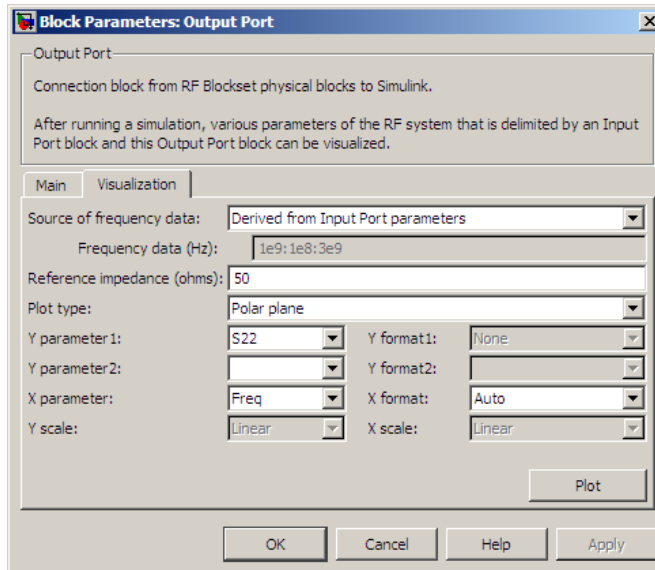 Block Parameters: Output Port
Output Port
Connection block from RF Blockset physical blocks to Simulink.
After running a simulation, various parameters of the RF system that is delimited by an Input
Port block and this Output Port block can be visualized.
Main Visualization
Source of frequency data: Derived from Input Port parameters
Frequency data (Hz): 1e9:1e8:3e9
Reference impedance (ohms): 50
Plot type: Polar plane
Y parameter1: S22 Y format1: None
Y parameter2: Y format2:
X parameter: Freq X format: Auto
Y scale: Linear X scale: Linear
Plot
OK Cancel Help Apply